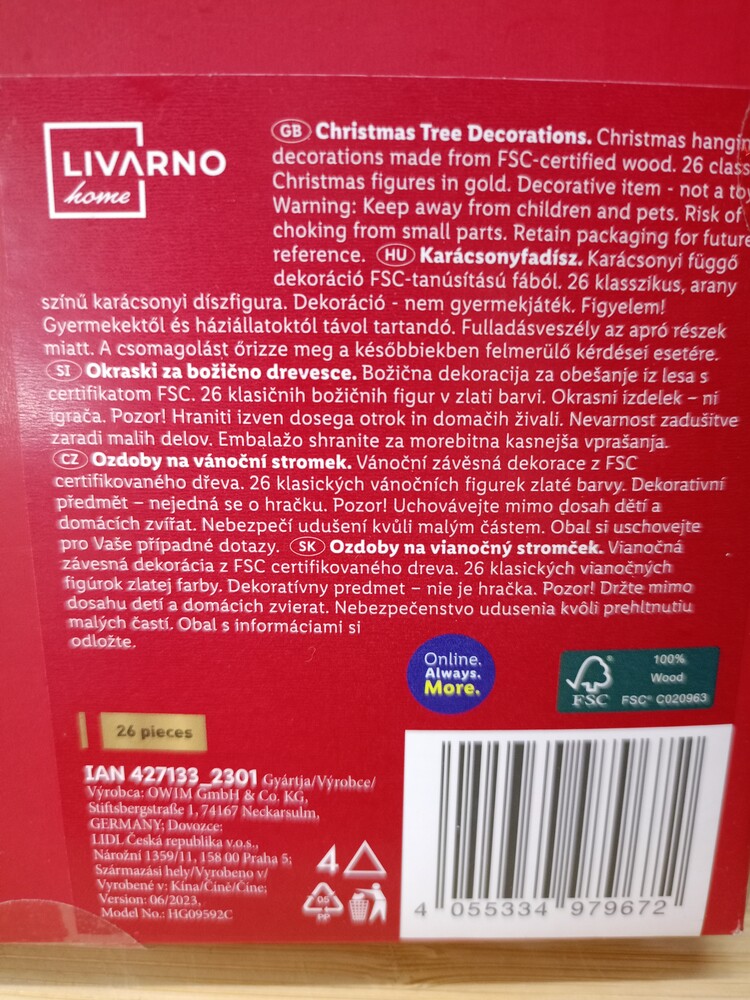 LIVARNO
home
GB Christmas Tree Decorations. Christmas hangin
decorations made from FSC-certified wood. 26 class
Christmas figures in gold. Decorative item - not a to
Warning: Keep away from children and pets. Risk of
choking from small parts. Retain packaging for future
reference. HU Karácsonyfadísz. Karácsonyi függő
dekoráció FSC-tanúsítású fából. 26 klasszikus, arany
színű karácsonyi díszfigura. Dekoráció - nem gyermekjáték. Figyelem!
Gyermekektől és háziállatoktól távol tartandó. Fulladásveszély az apró részek
miatt. A csomagolást őrizze meg a későbbiekben felmerülő kérdései esetére.
SI Okraski za božično drevesce. Božična dekoracija za obešanje iz lesa s
certifikatom FSC. 26 klasičnih božičnih figur v zlati barvi. Okrasni izdelek – ni
igrača. Pozor! Hraniti izven dosega otrok in domačih živali. Nevarnost zadušitve
zaradi malih delov. Embalažo shranite za morebitna kasnejša vprašanja.
CZ Ozdoby na vánoční stromek. Vánoční závěsná dekorace z FSC
certifikovaného dřeva. 26 klasických vánočních figurek zlaté barvy. Dekorativní
předmět – nejedná se o hračku. Pozor! Uchovávejte mimo dosah dětí a
domácích zvířat. Nebezpečí udušení kvůli malým částem. Obal si uschovejte
pro Vaše případné dotazy. SK Ozdoby na vianočný stromček. Vianočná
závesná dekorácia z FSC certifikovaného dreva. 26 klasických vianočných
figúrok zlatej farby. Dekoratívny predmet – nie je hračka. Pozor! Držte mimo
dosahu detí a domácich zvierat. Nebezpečenstvo udusenia kvôli prehltnutiu
malých častí. Obal s informáciami si
odložte.
Online.
Always.
More.
FSC
100%
Wood
FSC® C020963
26 pieces
IAN 427133_2301 Gyártja/Výrobce/
Výrobca: OWIM GmbH & Co. KG,
Stiftsbergstraße 1, 74167 Neckarsulm,
GERMANY; Dovozce:
LIDL Česká republika v.o.s.,
Nárožní 1359/11, 158 00 Praha 5;
Származási hely/Vyrobeno v/
Vyrobené v: Kína/Číně/Číne;
Version: 06/2023,
Model No.: HG09592C
4
05
PP
4 055334 979672